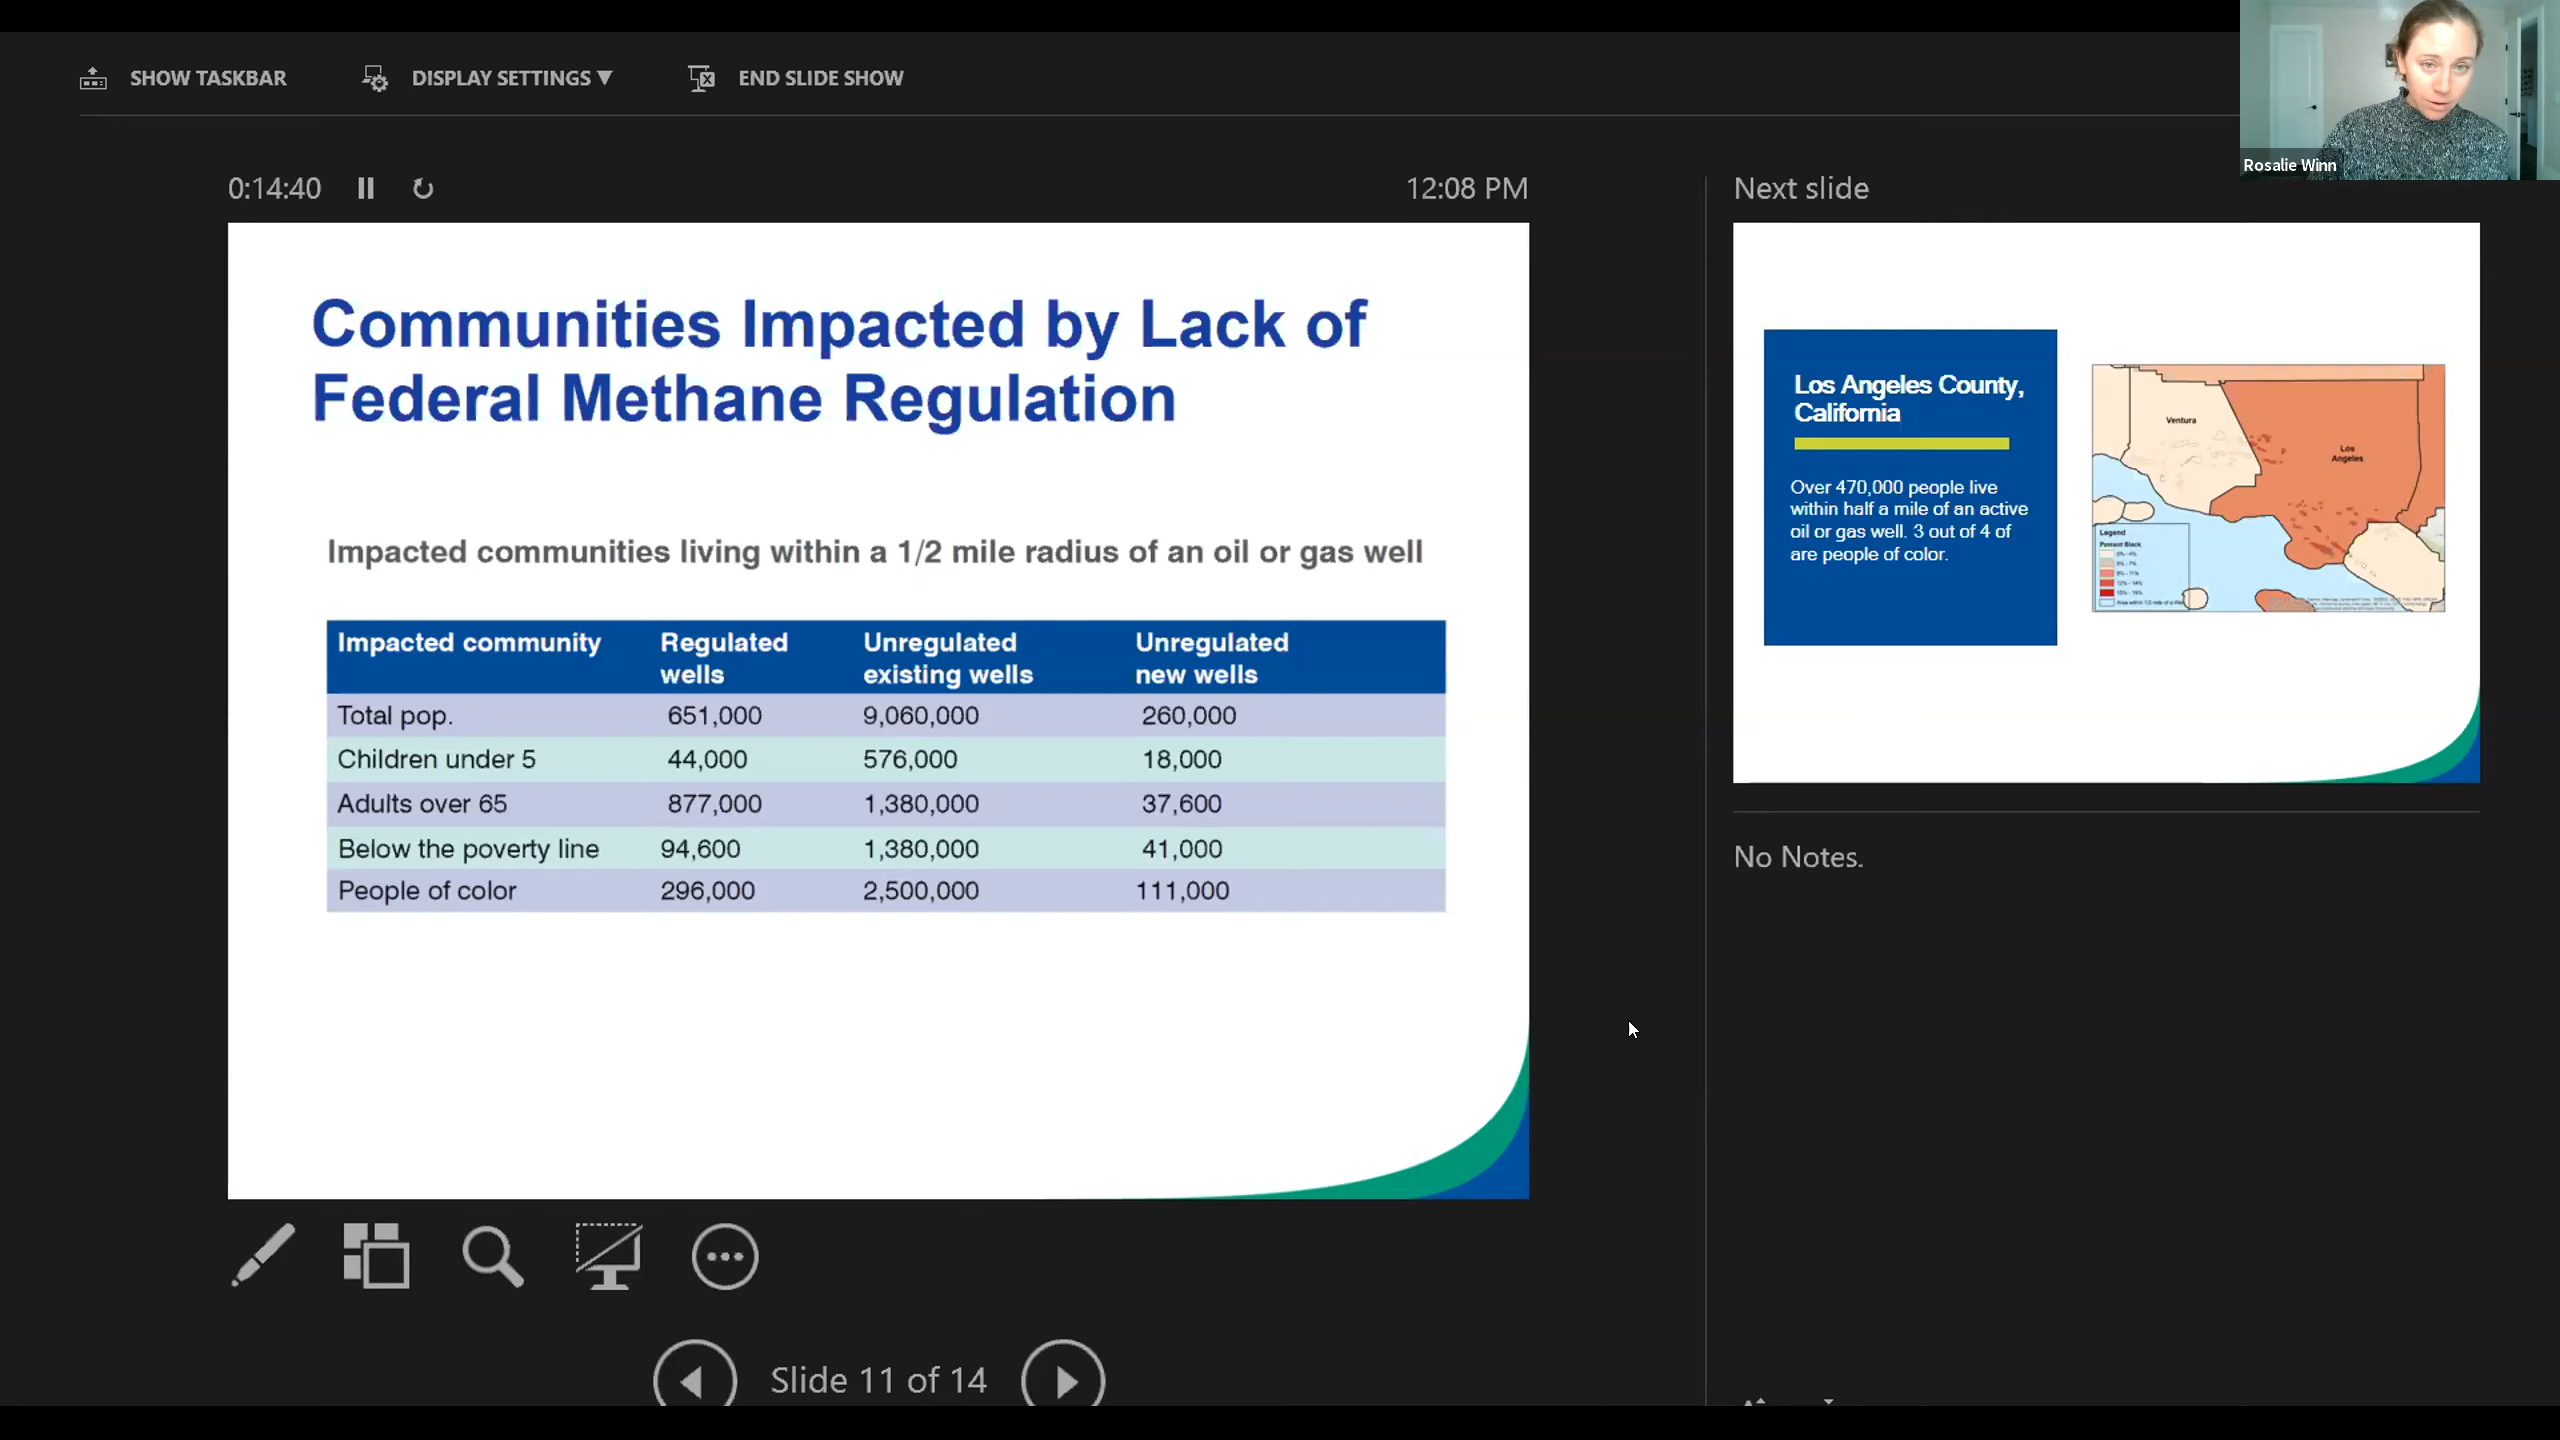 SHOW TASKBAR
DISPLAY SETTINGS ▼
END SLIDE SHOW
Rosalie Winn
0:14:40
12:08 PM
Next slide
Communities Impacted by Lack of
Federal Methane Regulation
Impacted communities living within a 1/2 mile radius of an oil or gas well
Impacted community Regulated wells Unregulated existing wells Unregulated new wells
Total pop. 651,000 9,060,000 260,000
Children under 5 44,000 576,000 18,000
Adults over 65 877,000 1,380,000 37,600
Below the poverty line 94,600 1,380,000 41,000
People of color 296,000 2,500,000 111,000
Los Angeles County,
California
Over 470,000 people live
within half a mile of an active
oil or gas well. 3 out of 4 of
are people of color.
Ventura
Los
Angeles
Legend
Percent Black
No Notes.
Slide 11 of 14